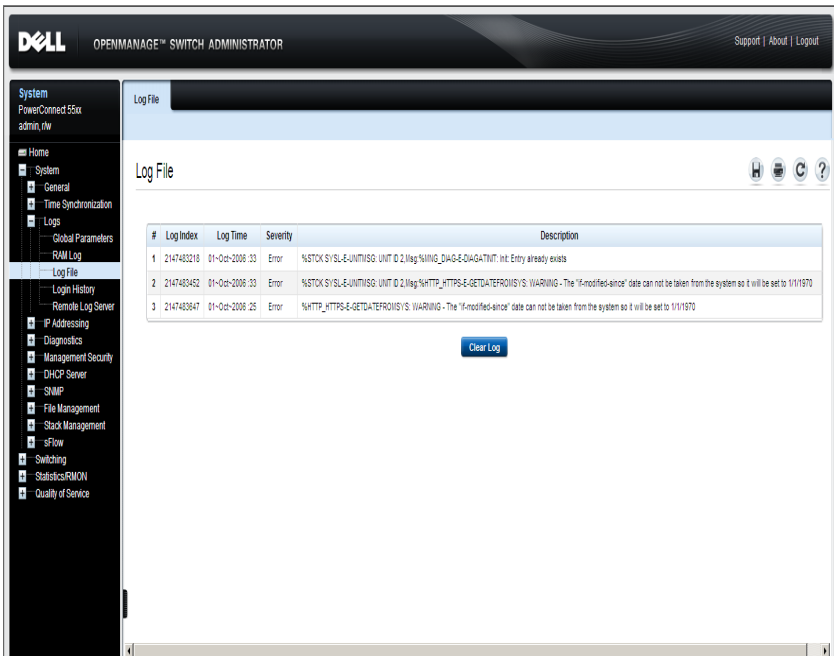 DELL OPENMANAGE™ SWITCH ADMINISTRATOR Support | About | Logout
System
PowerConnect 55xx
admin, r/w
Log File
Home
System
General
Time Synchronization
Logs
Global Parameters
RAM Log
Log File
Login History
Remote Log Server
IP Addressing
Diagnostics
Management Security
DHCP Server
SNMP
File Management
Stack Management
sFlow
Switching
Statistics/RMON
Quality of Service
Log File
# Log Index Log Time Severity Description
1 2147483218 01~Oct~2006 :33 Error %STCK SYSL-E-UNITMSG: UNIT ID 2,Msg:%MNG_DIAG-E-DIAGATINIT: Init: Entry already exists
2 2147483452 01~Oct~2006 :33 Error %STCK SYSL-E-UNITMSG: UNIT ID 2,Msg:%HTTP_HTTPS-E-GETDATEFROMSYS: WARNING - The "if-modified-since" date can not be taken from the system so it will be set to 1/1/1970
3 2147483647 01~Oct~2006 :25 Error %HTTP_HTTPS-E-GETDATEFROMSYS: WARNING - The "if-modified-since" date can not be taken from the system so it will be set to 1/1/1970
Clear Log